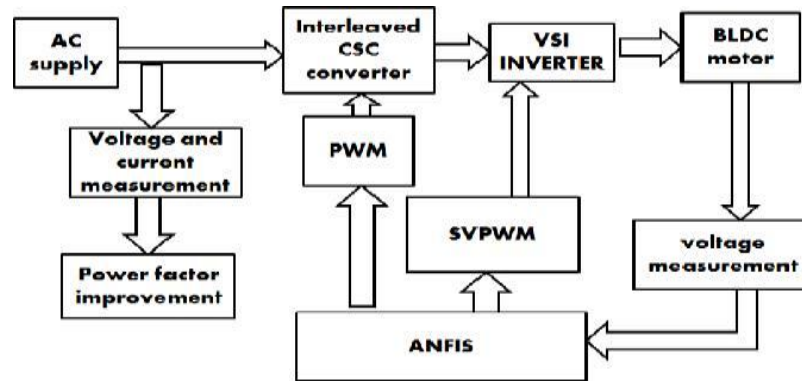 AC
supply
Interleaved
CSC
converter
VSI
INVERTER
BLDC
motor
Voltage and
current
measurement
PWM
SVPWM
voltage
measurement
Power factor
improvement
ANFIS